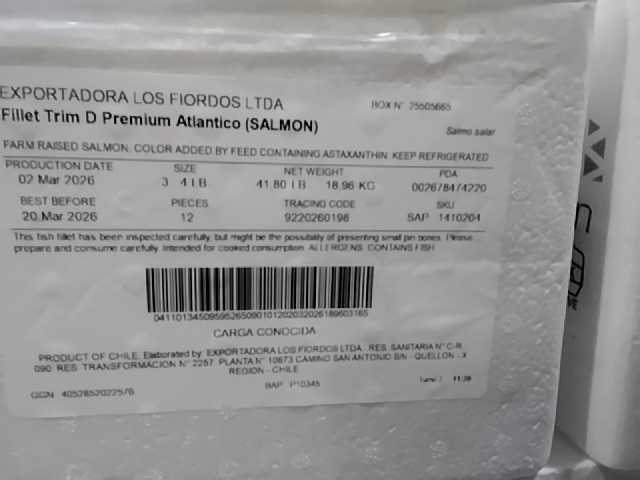 EXPORTADORA LOS FIORDOS LTDA
BOX N° 75505665
Fillet Trim D Premium Atlantico (SALMON)
Salmo salar
FARM RAISED SALMON. COLOR ADDED BY FEED CONTAINING ASTAXANTHIN. KEEP REFRIGERATED
PRODUCTION DATE SIZE NET WEIGHT PDA
02 Mar 2026 3 4 LB 41.80 LB 18.96 KG 0026784/4220
BEST BEFORE PIECES TRACING CODE SKU
20 Mar 2026 12 9220260198 SAP 1410204
This fish fillet has been inspected carefully, but might be the possibility of presenting small pin bones. Please
prepare and consume carefully. Intended for cooked consumption. ALLERGENS: CONTAINS FISH
CARGA CONOCIDA
PRODUCT OF CHILE. Elaborated by EXPORTADORA LOS FIORDOS LTDA. RES. SANITARIA N° C-R
090 RES. TRANSFORMACION N° 2257 PLANTA N° 10673 CAMINO SAN ANTONIO S/N - QUELLON - X
REGION - CHILE
BAP P10345
11:39
GGN 4052852022576